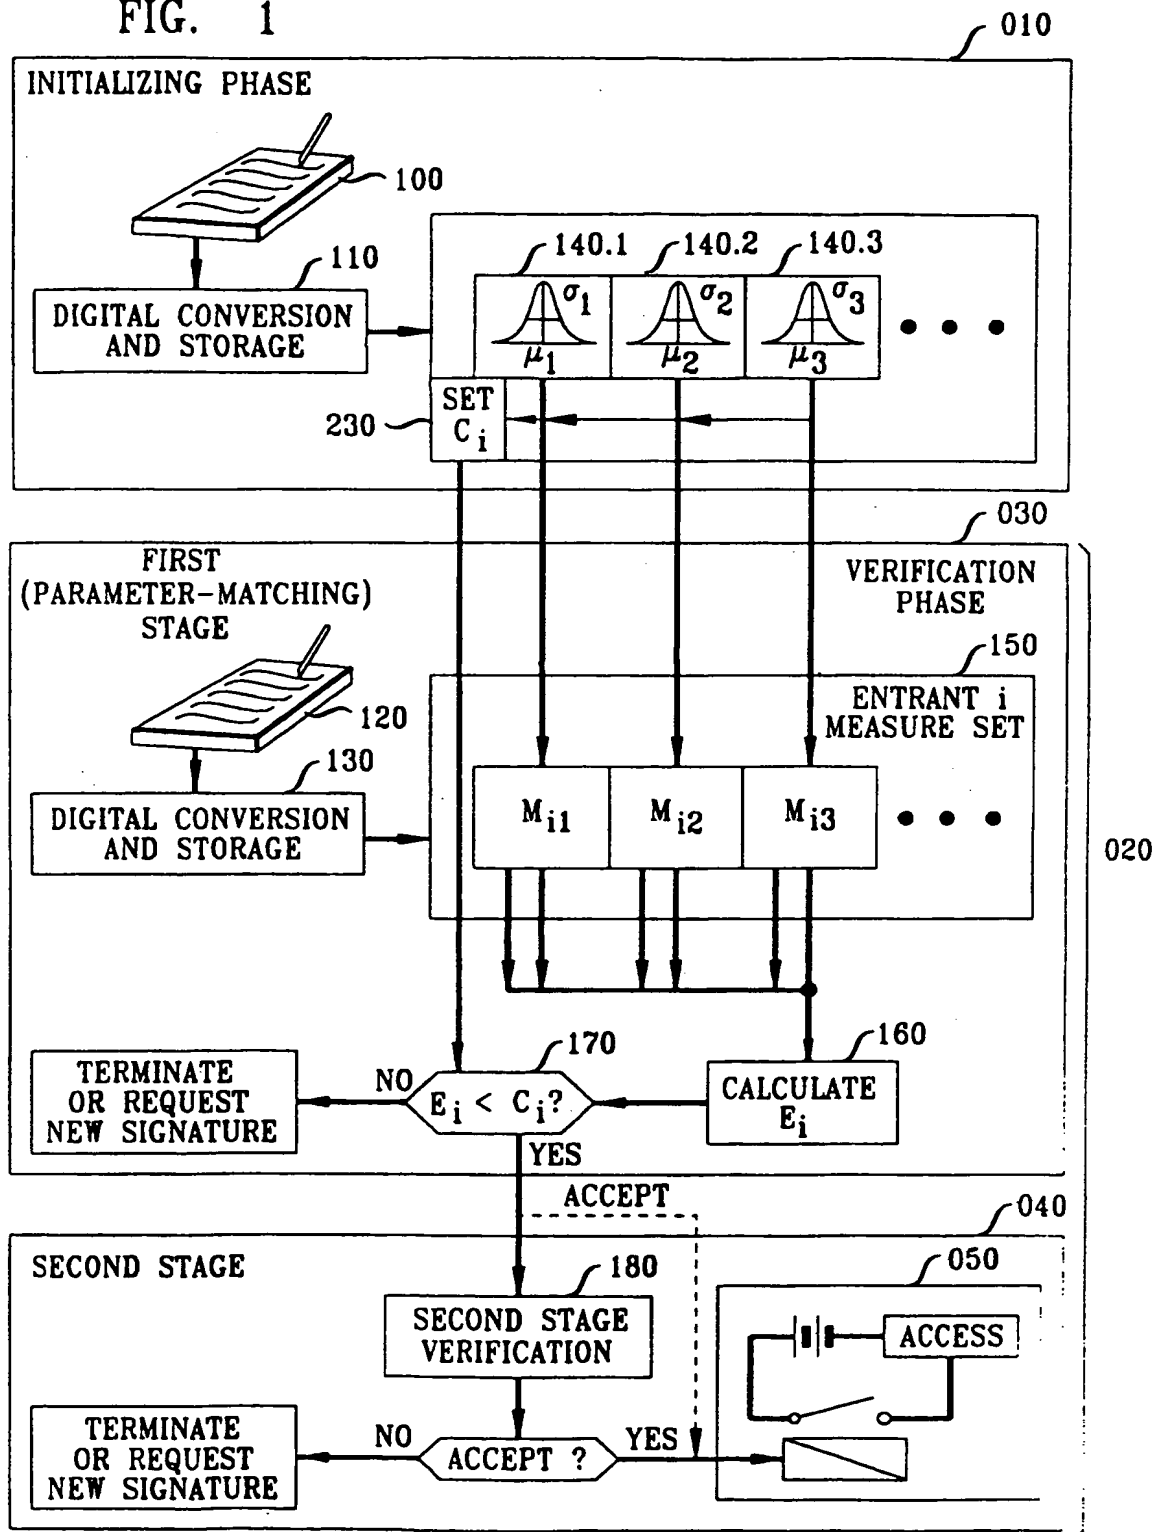 FIG. 1
010
INITIALIZING PHASE
100
110
DIGITAL CONVERSION
AND STORAGE
140.1 140.2 140.3
σ1 σ2 σ3
μ1 μ2 μ3
230
SET
Ci
030
FIRST
(PARAMETER-MATCHING)
STAGE
VERIFICATION
PHASE
150
ENTRANT i
MEASURE SET
120
130
DIGITAL CONVERSION
AND STORAGE
Mi1 Mi2 Mi3
020
170
160
TERMINATE
OR REQUEST
NEW SIGNATURE
NO
Ei < Ci?
CALCULATE
Ei
YES
ACCEPT
040
SECOND STAGE
180
050
SECOND STAGE
VERIFICATION
ACCESS
TERMINATE
OR REQUEST
NEW SIGNATURE
NO
ACCEPT ?
YES